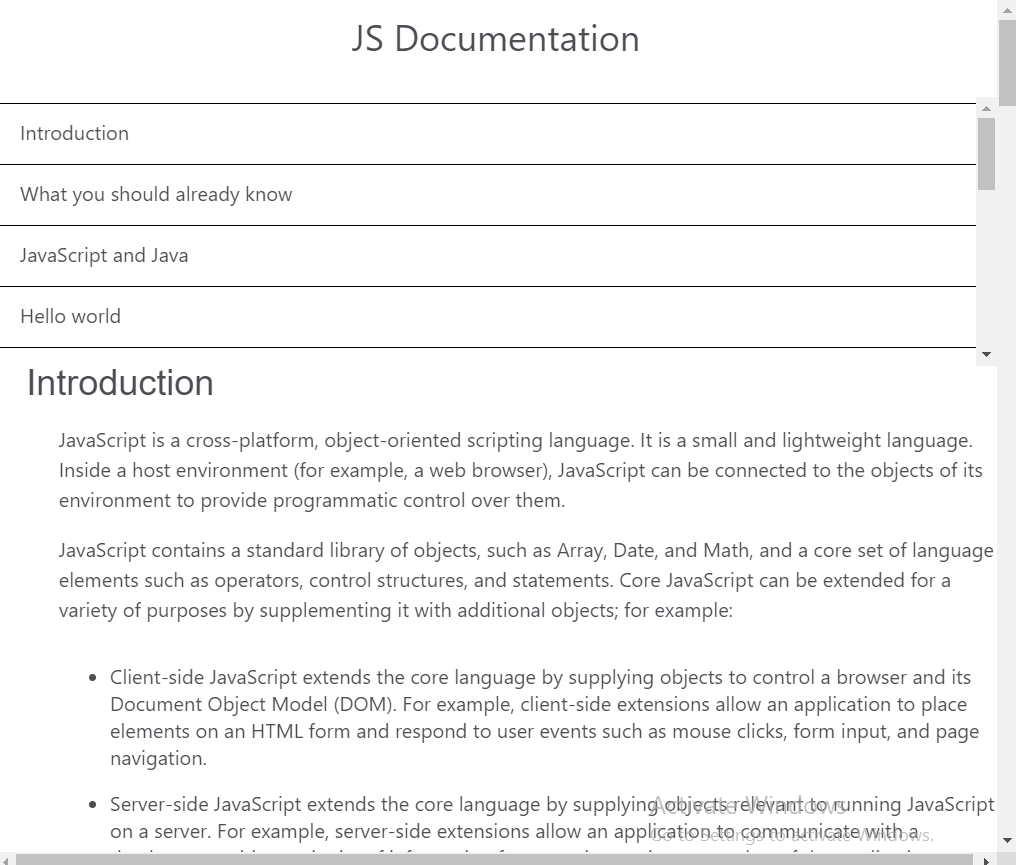 JS Documentation
Introduction
What you should already know
JavaScript and Java
Hello world
Introduction
JavaScript is a cross-platform, object-oriented scripting language. It is a small and lightweight language.
Inside a host environment (for example, a web browser), JavaScript can be connected to the objects of its
environment to provide programmatic control over them.
JavaScript contains a standard library of objects, such as Array, Date, and Math, and a core set of language
elements such as operators, control structures, and statements. Core JavaScript can be extended for a
variety of purposes by supplementing it with additional objects; for example:
• Client-side JavaScript extends the core language by supplying objects to control a browser and its
Document Object Model (DOM). For example, client-side extensions allow an application to place
elements on an HTML form and respond to user events such as mouse clicks, form input, and page
navigation.
• Server-side JavaScript extends the core language by supplying objects relevant to running JavaScript
on a server. For example, server-side extensions allow an application to communicate with a
Activate Windows
Go to Settings to activate Windows.